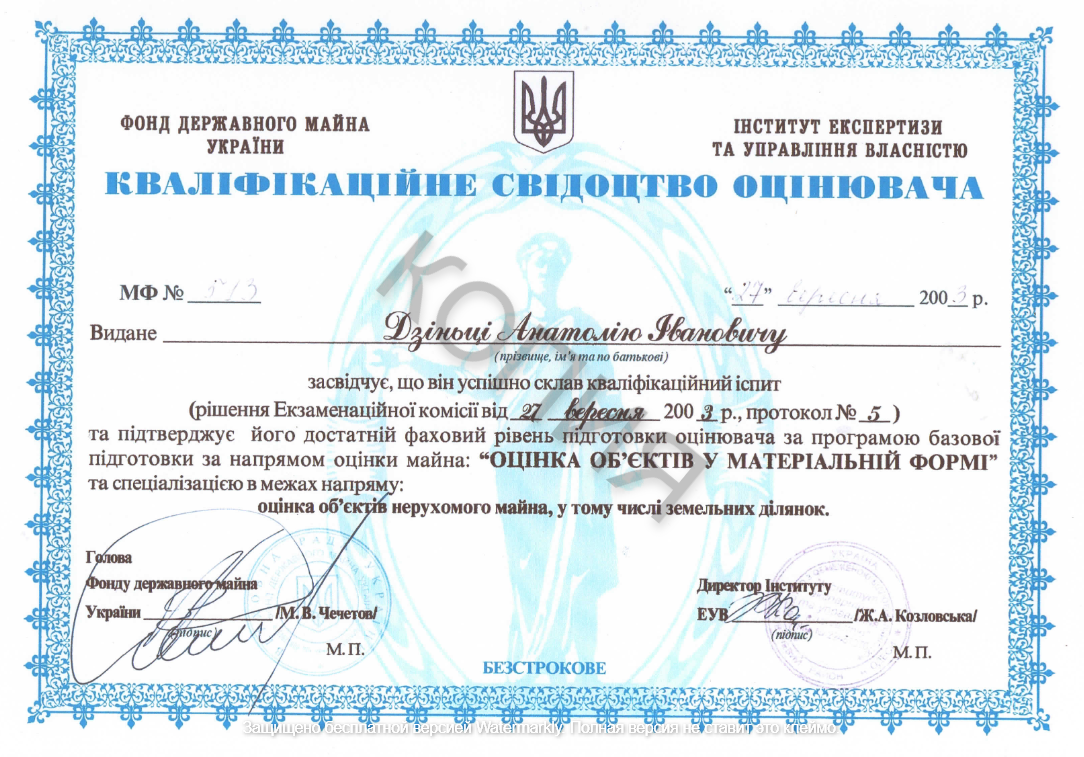 ФОНД ДЕРЖАВНОГО МАЙНА
УКРАЇНИ
ІНСТИТУТ ЕКСПЕРТИЗИ
ТА УПРАВЛІННЯ ВЛАСНІСТЮ
КВАЛІФІКАЦІЙНЕ СВІДОЦТВО ОЦІНЮВАЧА
МФ № 513 “27” вересня 2003 р.
Видане Дзіньці Анатолію Івановичу
(прізвище, ім'я та по батькові)
засвідчує, що він успішно склав кваліфікаційний іспит
(рішення Екзаменаційної комісії від 27 вересня 2003 р., протокол № 5 )
та підтверджує його достатній фаховий рівень підготовки оцінювача за програмою базової
підготовки за напрямом оцінки майна: “ОЦІНКА ОБ’ЄКТІВ У МАТЕРІАЛЬНІЙ ФОРМІ”
та спеціалізацією в межах напряму:
оцінка об’єктів нерухомого майна, у тому числі земельних ділянок.
КОПИЯ
Голова
Фонду державного майна
України /М. В. Чечетов/
(підпис)
М.П.
Директор Інституту
ЕУВ /Ж.А. Козловська/
(підпис)
М.П.
БЕЗСТРОКОВЕ
Защищено бесплатной версией Watermarkly. Полная версия не ставит это клеймо.